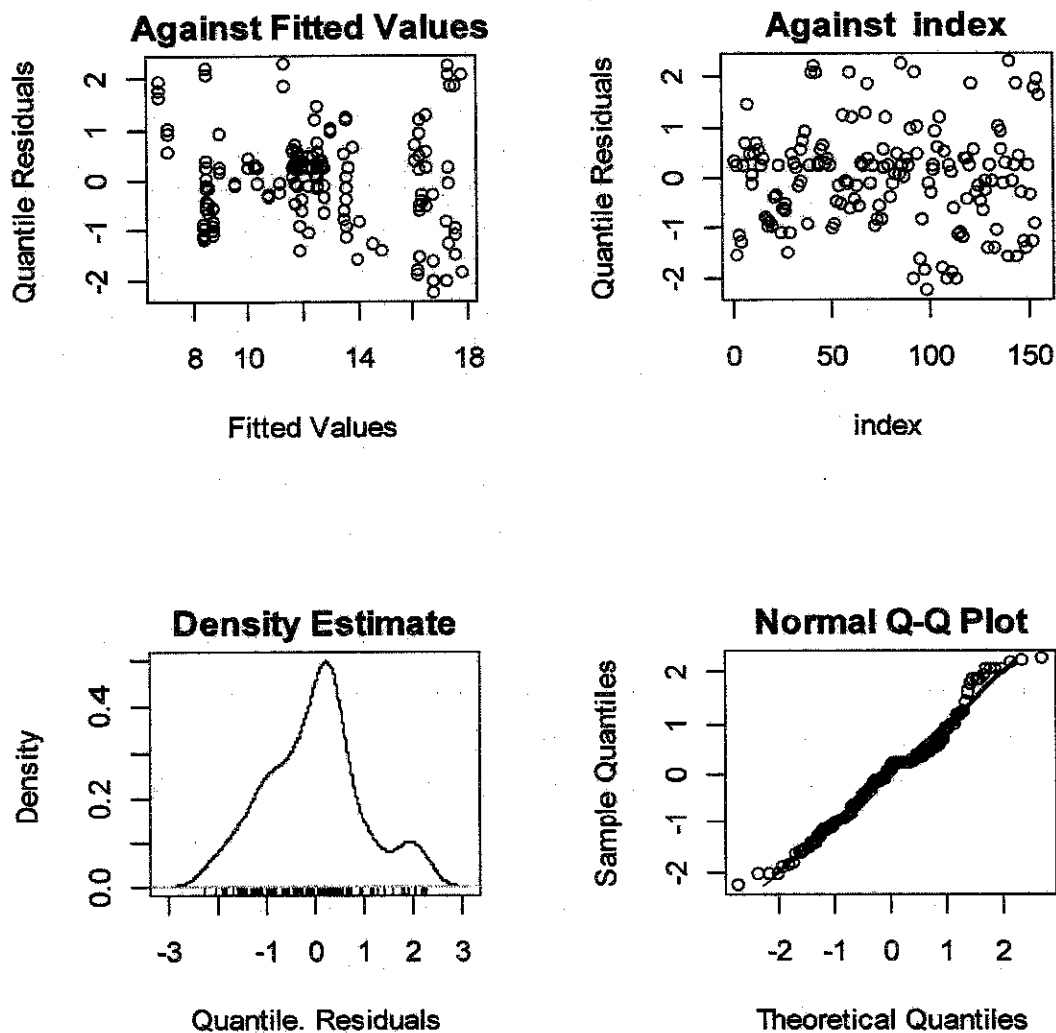 Against Fitted Values
Quantile Residuals
2
1
0
-1
-2
8 10 14 18
Fitted Values
Against index
Quantile Residuals
2
1
0
-1
-2
0 50 100 150
index
Density Estimate
Density
0.4
0.2
0.0
-3 -1 0 1 2 3
Quantile. Residuals
Normal Q-Q Plot
Sample Quantiles
2
1
0
-1
-2
-2 -1 0 1 2
Theoretical Quantiles